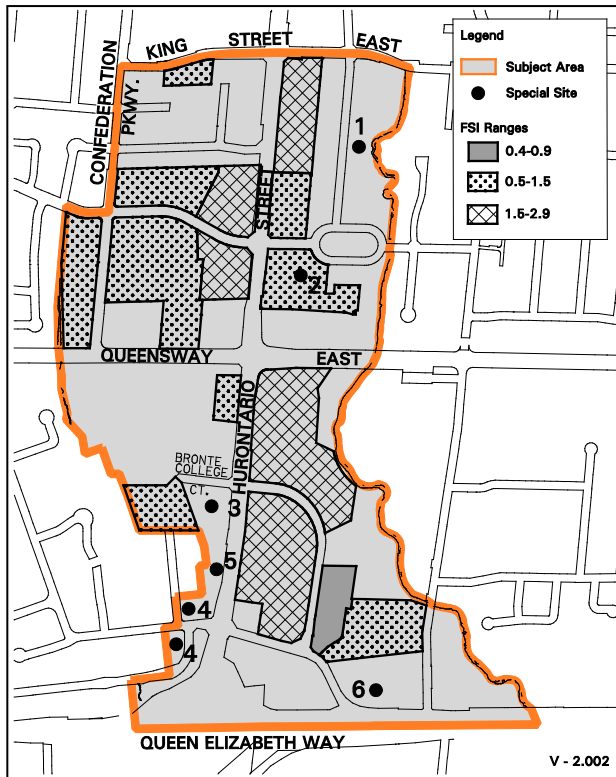 KING STREET EAST
CONFEDERATION
PKWY.
Legend
Subject Area
Special Site
FSI Ranges
0.4-0.9
0.5-1.5
1.5-2.9
1
STREET
2
QUEENSWAY EAST
HURONTARIO
BRONTE
COLLEGE
CT.
3
5
4
4
6
QUEEN ELIZABETH WAY
V - 2.002